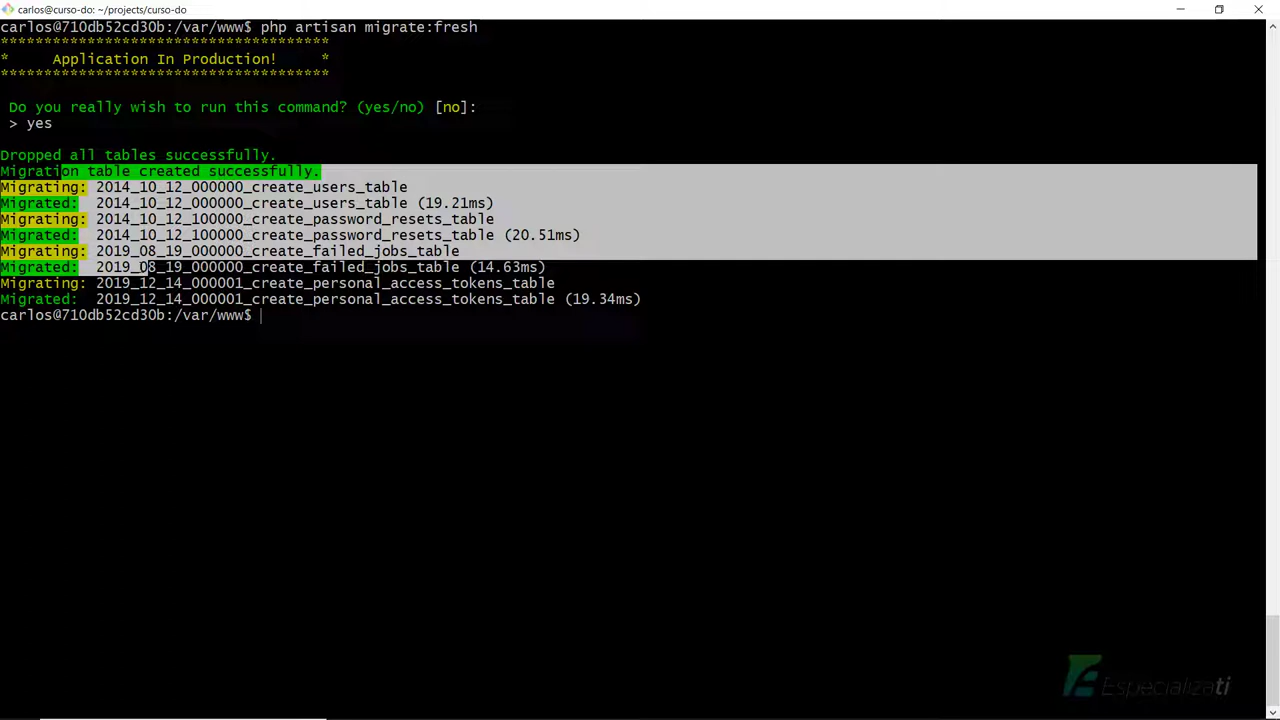 carlos@curso-do: ~/projects/curso-do
carlos@710db52cd30b:/var/www$ php artisan migrate:fresh
**************************************
*     Application In Production!     *
**************************************
Do you really wish to run this command? (yes/no) [no]:
> yes
Dropped all tables successfully.
Migration table created successfully.
Migrating: 2014_10_12_000000_create_users_table
Migrated:  2014_10_12_000000_create_users_table (19.21ms)
Migrating: 2014_10_12_100000_create_password_resets_table
Migrated:  2014_10_12_100000_create_password_resets_table (20.51ms)
Migrating: 2019_08_19_000000_create_failed_jobs_table
Migrated:  2019_08_19_000000_create_failed_jobs_table (14.63ms)
Migrating: 2019_12_14_000001_create_personal_access_tokens_table
Migrated:  2019_12_14_000001_create_personal_access_tokens_table (19.34ms)
carlos@710db52cd30b:/var/www$
Especializati